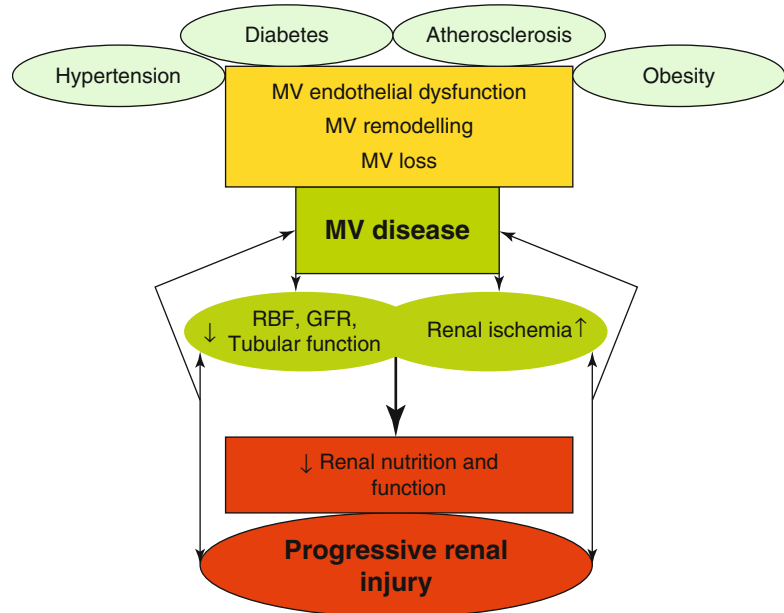 Diabetes
Atherosclerosis
Hypertension
Obesity
MV endothelial dysfunction
MV remodelling
MV loss
MV disease
↓ RBF, GFR,
Tubular function
Renal ischemia↑
↓ Renal nutrition and
function
Progressive renal
injury